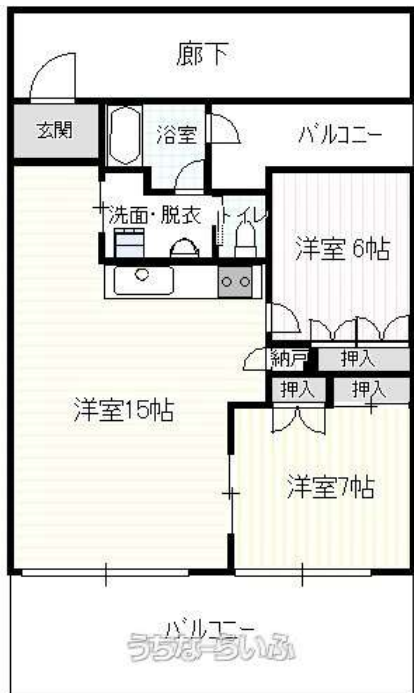 廊下
玄関
浴室
バルコニー
洗面・脱衣
トイレ
洋室 6帖
納戸
押入
押入
押入
洋室15帖
洋室7帖
バルコニー
うちなーらいふ